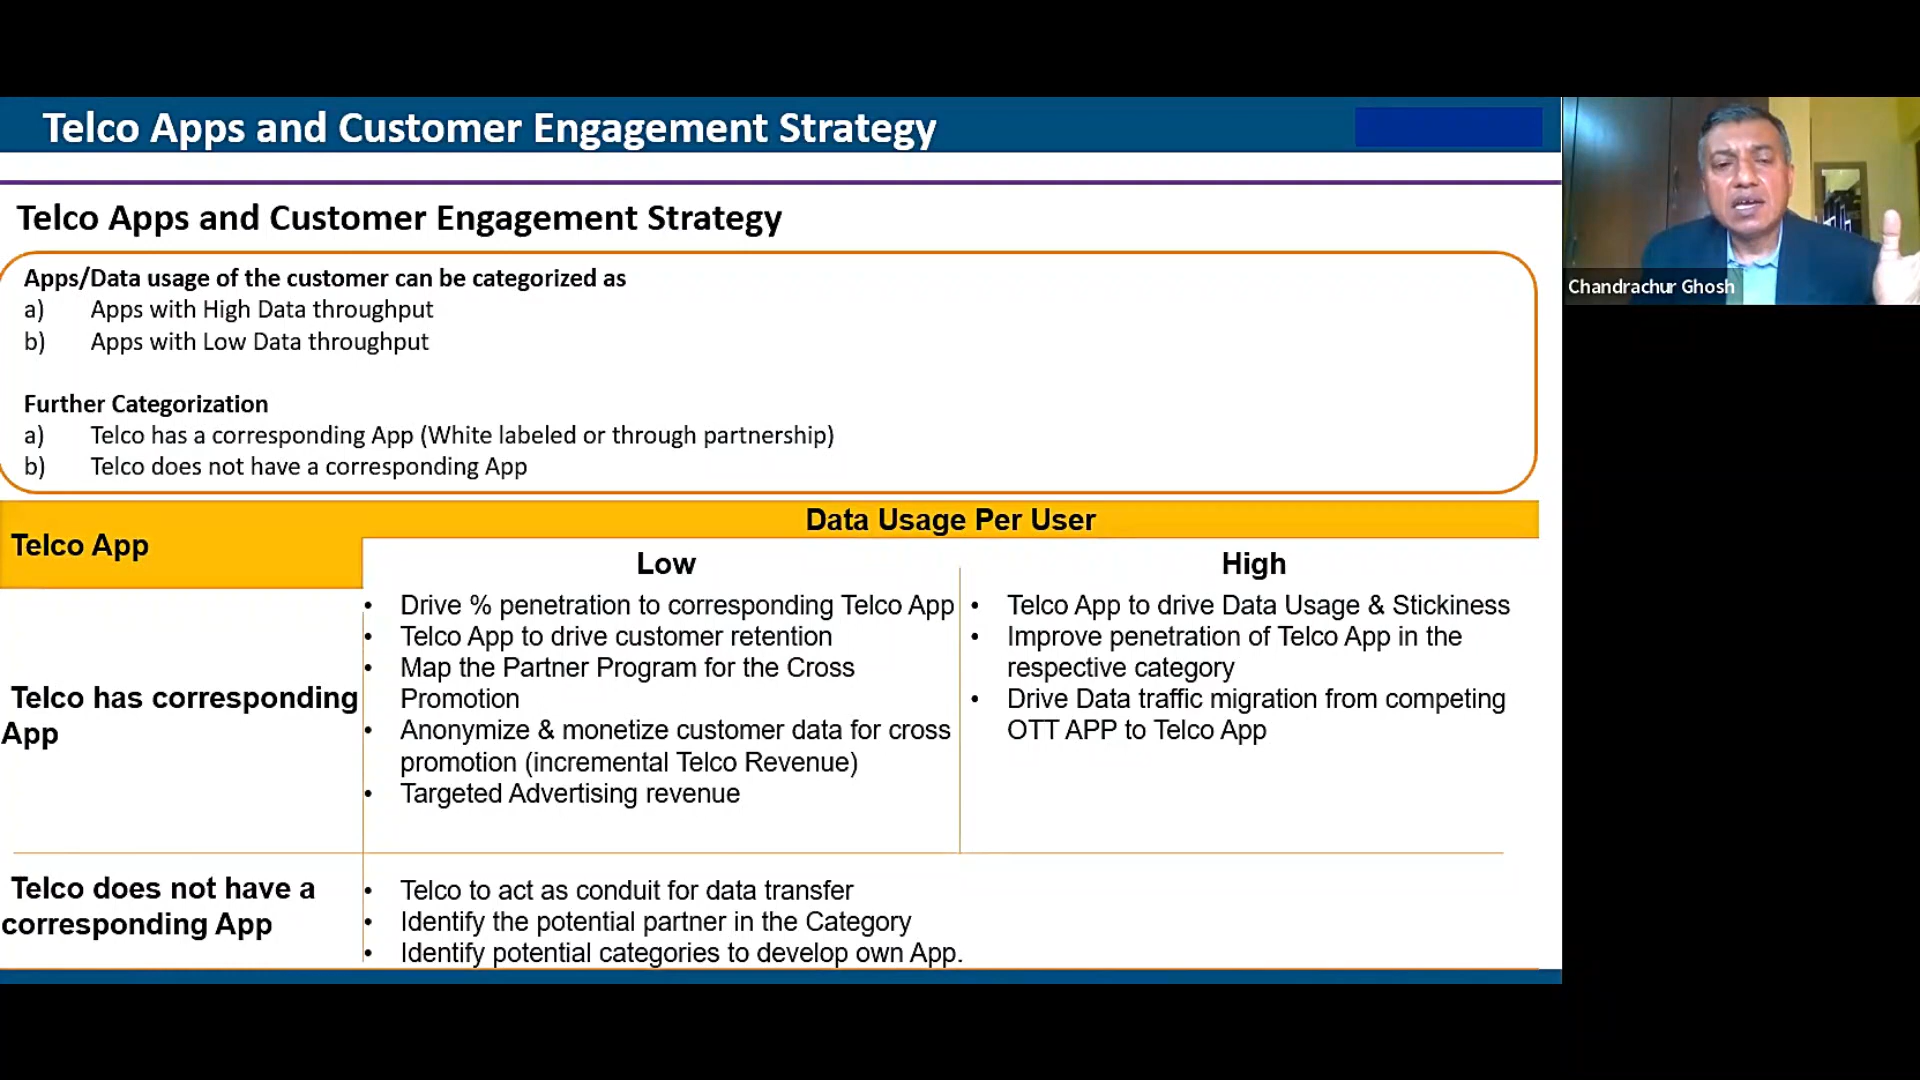 Telco Apps and Customer Engagement Strategy
Telco Apps and Customer Engagement Strategy
Apps/Data usage of the customer can be categorized as
a) Apps with High Data throughput
b) Apps with Low Data throughput
Further Categorization
a) Telco has a corresponding App (White labeled or through partnership)
b) Telco does not have a corresponding App
Telco App
Data Usage Per User
Low
High
Telco has corresponding
App
• Drive % penetration to corresponding Telco App
• Telco App to drive customer retention
• Map the Partner Program for the Cross
Promotion
• Anonymize & monetize customer data for cross
promotion (incremental Telco Revenue)
• Targeted Advertising revenue
• Telco App to drive Data Usage & Stickiness
• Improve penetration of Telco App in the
respective category
• Drive Data traffic migration from competing
OTT APP to Telco App
Telco does not have a
corresponding App
• Telco to act as conduit for data transfer
• Identify the potential partner in the Category
• Identify potential categories to develop own App.
Chandrachur Ghosh